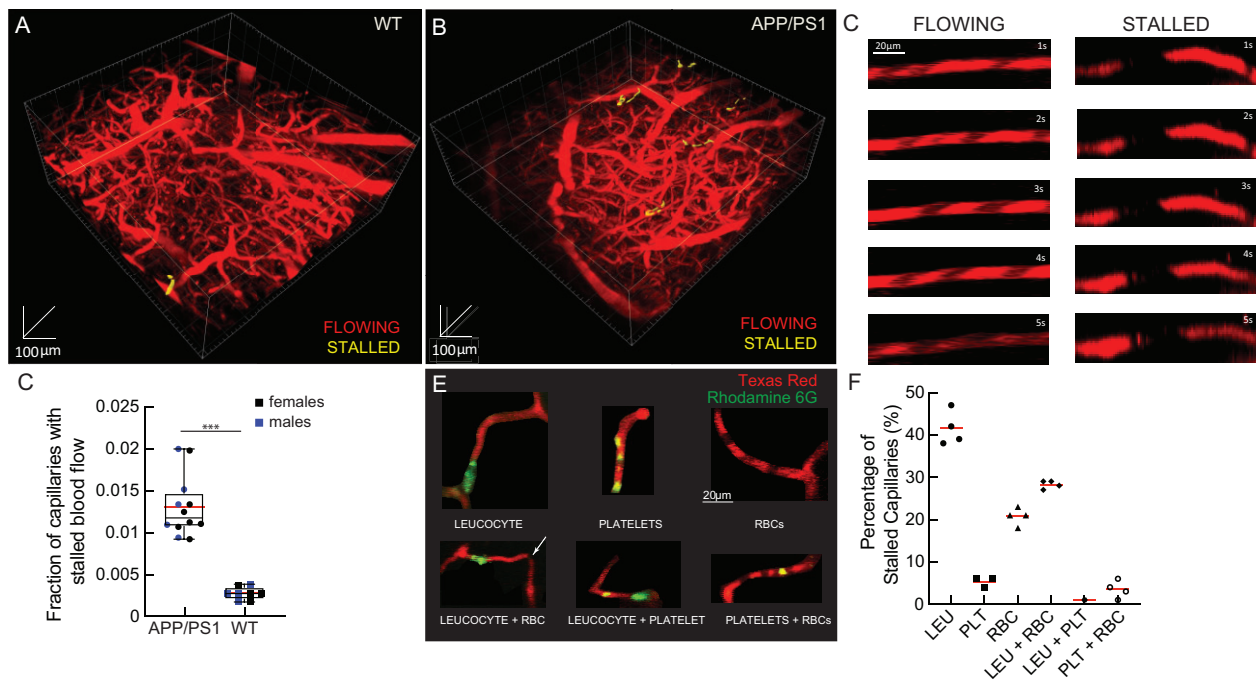 A
WT
100µm
FLOWING
STALLED
B
APP/PS1
100µm
FLOWING
STALLED
C
FLOWING
STALLED
20µm
1s
2s
3s
4s
5s
1s
2s
3s
4s
5s
C
Fraction of capillaries with
stalled blood flow
0.025
0.02
0.015
0.01
0.005
0
***
females
males
APP/PS1
WT
E
Texas Red
Rhodamine 6G
LEUCOCYTE
PLATELETS
20µm
RBCs
LEUCOCYTE + RBC
LEUCOCYTE + PLATELET
PLATELETS + RBCs
F
Percentage of
Stalled Capillaries (%)
50
40
30
20
10
0
LEU
PLT
RBC
LEU + RBC
LEU + PLT
PLT + RBC